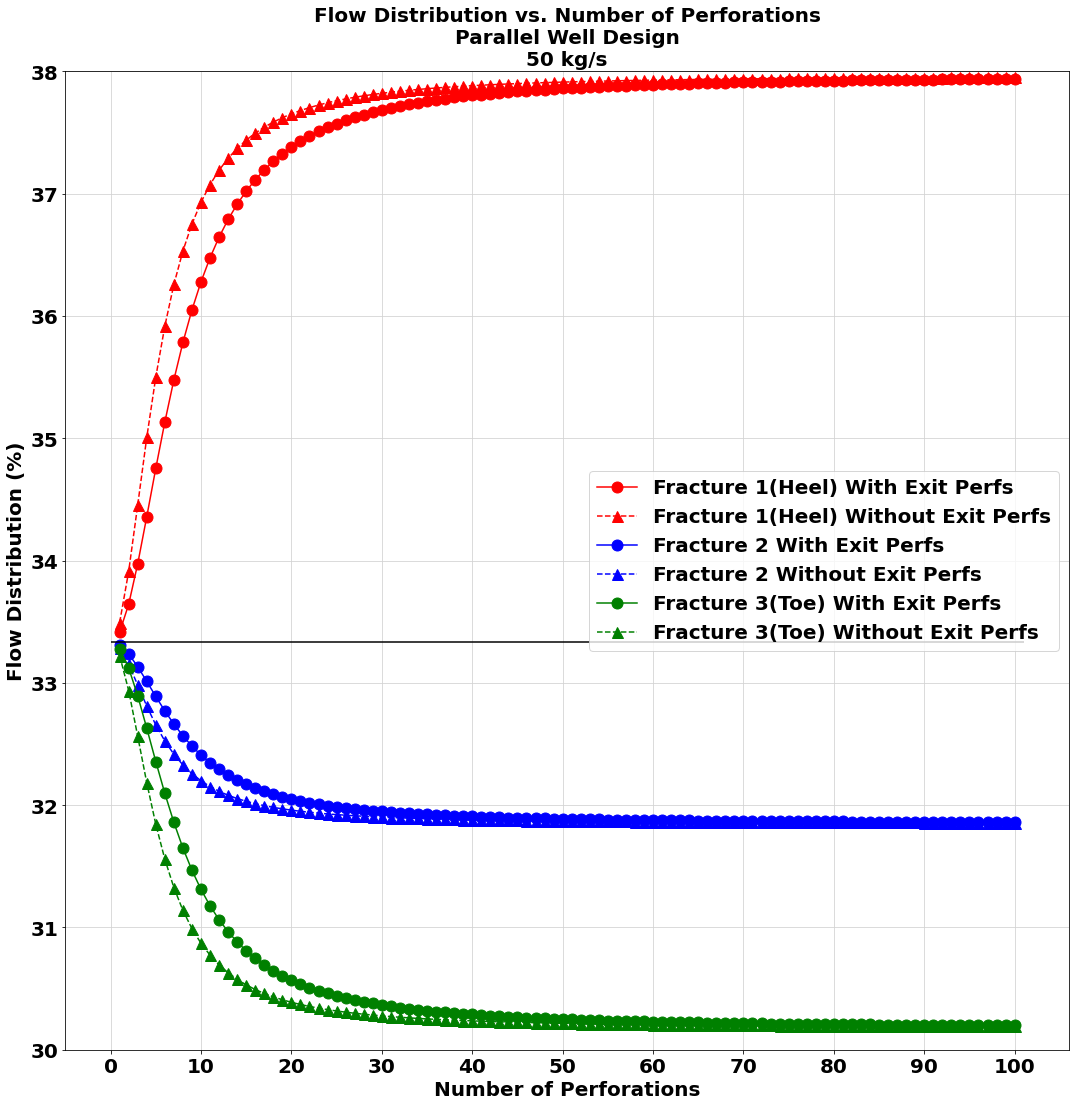 Flow Distribution vs. Number of Perforations
Parallel Well Design
50 kg/s
Flow Distribution (%)
38
37
36
35
34
33
32
31
30
Fracture 1(Heel) With Exit Perfs
Fracture 1(Heel) Without Exit Perfs
Fracture 2 With Exit Perfs
Fracture 2 Without Exit Perfs
Fracture 3(Toe) With Exit Perfs
Fracture 3(Toe) Without Exit Perfs
0 10 20 30 40 50 60 70 80 90 100
Number of Perforations